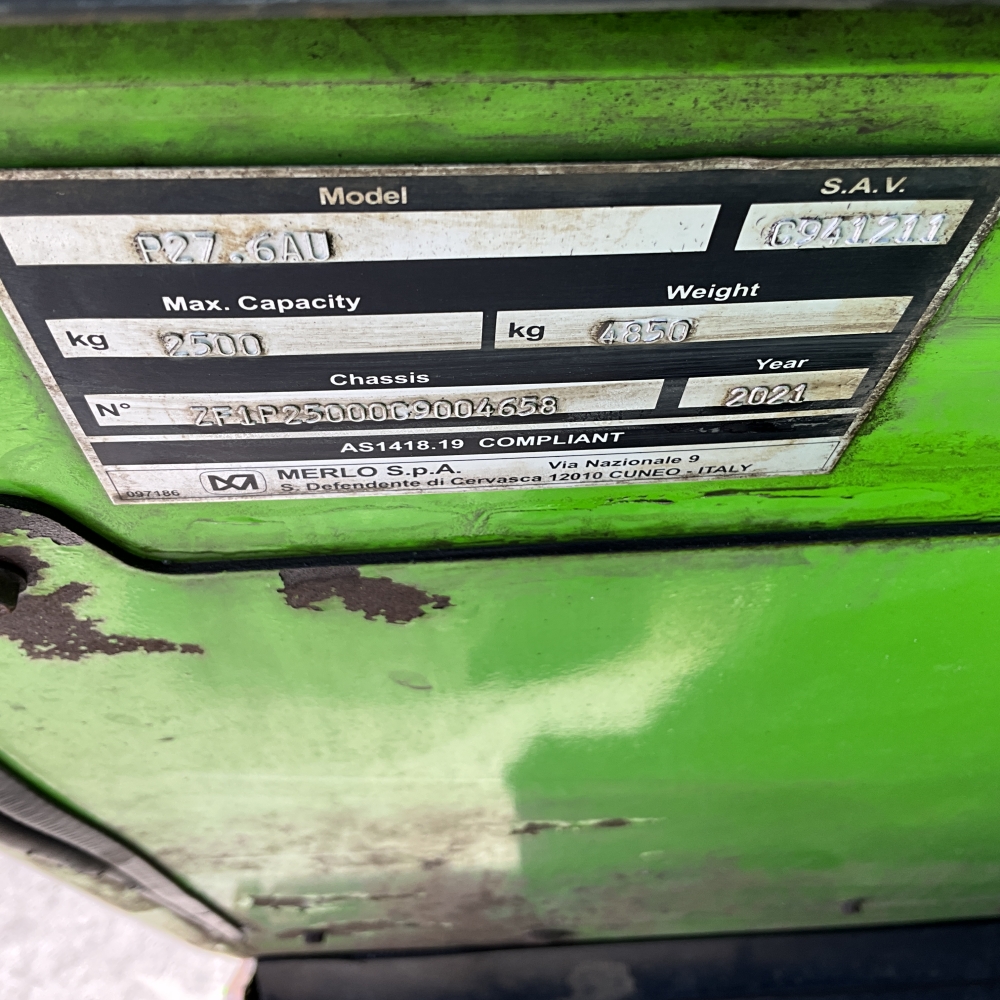 Model S.A.V.
P27.6AU C941211
Max. Capacity Weight
kg 2500 kg 4850
Chassis Year
N° ZF1P25000C9004658 2021
AS1418.19 COMPLIANT
MERLO S.p.A. Via Nazionale 9
097186 S. Defendente di Cervasca 12010 CUNEO - ITALY